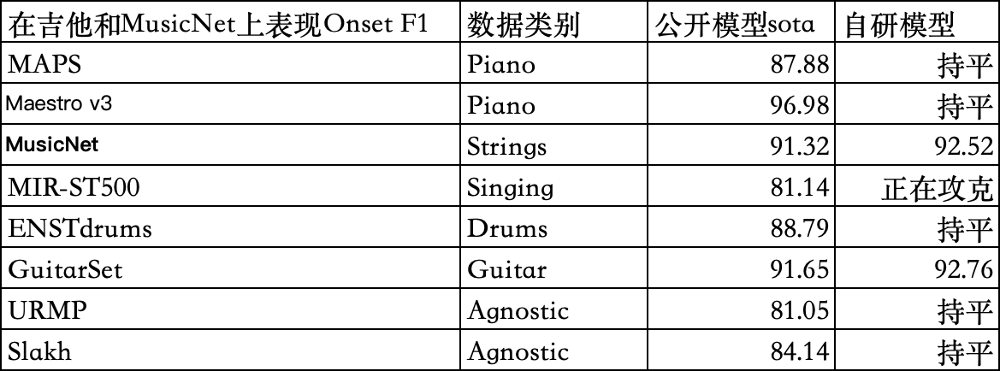 在吉他和MusicNet上表现Onset F1 数据类别 公开模型sota 自研模型
MAPS Piano 87.88 持平
Maestro v3 Piano 96.98 持平
MusicNet Strings 91.32 92.52
MIR-ST500 Singing 81.14 正在攻克
ENSTdrums Drums 88.79 持平
GuitarSet Guitar 91.65 92.76
URMP Agnostic 81.05 持平
Slakh Agnostic 84.14 持平